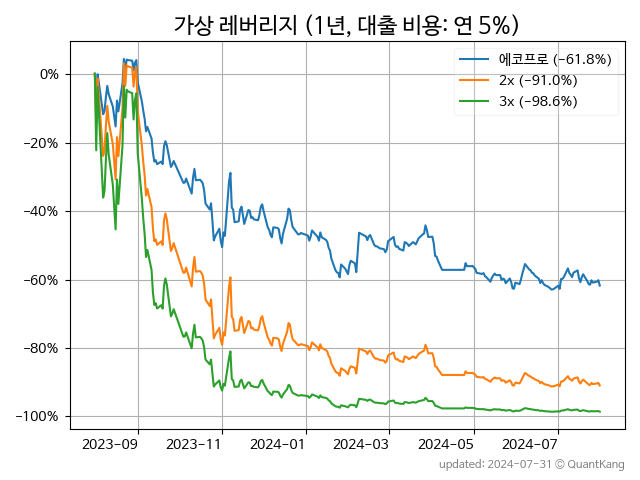 가상 레버리지 (1년, 대출 비용: 연 5%)
에코프로 (−61.8%)
2x (−91.0%)
3x (−98.6%)
0%
−20%
−40%
−60%
−80%
−100%
2023-09 2023-11 2024-01 2024-03 2024-05 2024-07
updated: 2024-07-31 © QuantKang